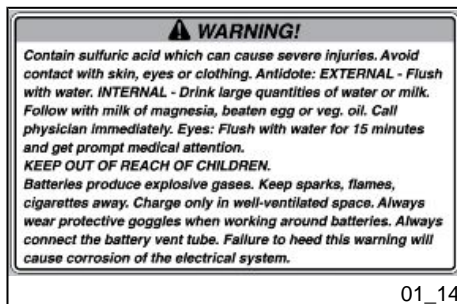 WARNING!
Contain sulfuric acid which can cause severe injuries. Avoid
contact with skin, eyes or clothing. Antidote: EXTERNAL - Flush
with water. INTERNAL - Drink large quantities of water or milk.
Follow with milk of magnesia, beaten egg or veg. oil. Call
physician immediately. Eyes: Flush with water for 15 minutes
and get prompt medical attention.
KEEP OUT OF REACH OF CHILDREN.
Batteries produce explosive gases. Keep sparks, flames,
cigarettes away. Charge only in well-ventilated space. Always
wear protective goggles when working around batteries. Always
connect the battery vent tube. Failure to heed this warning will
cause corrosion of the electrical system.
01_14